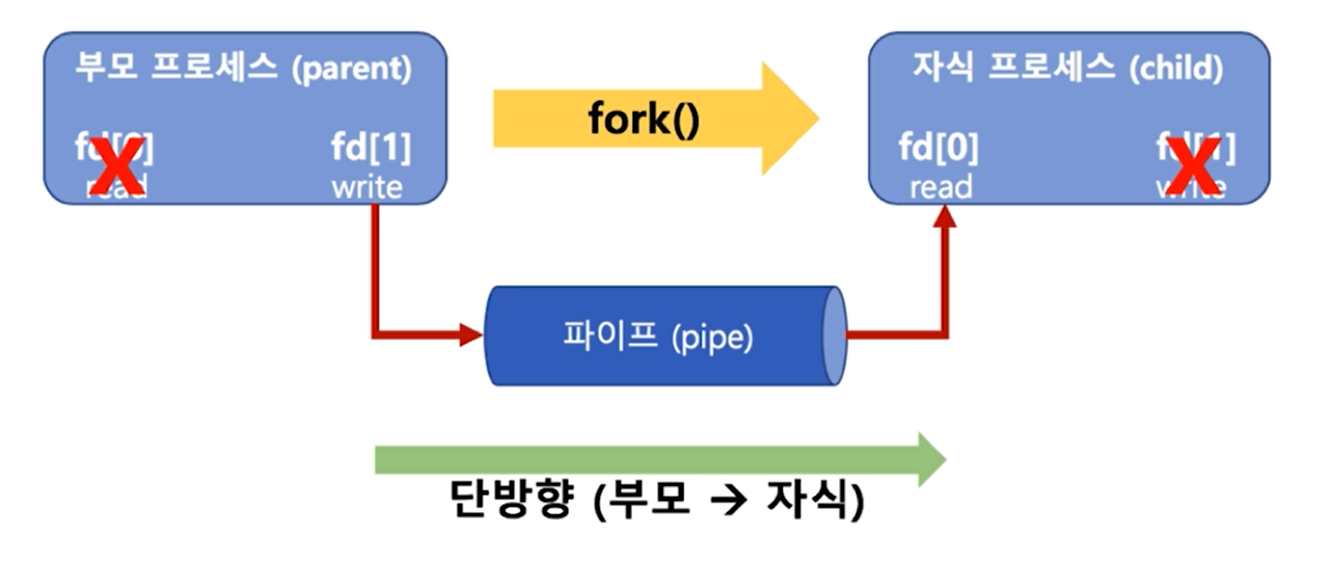 부모 프로세스 (parent)
fd[0] fd[1]
read write
fork()
자식 프로세스 (child)
fd[0] fd[1]
read write
파이프 (pipe)
단방향 (부모 → 자식)